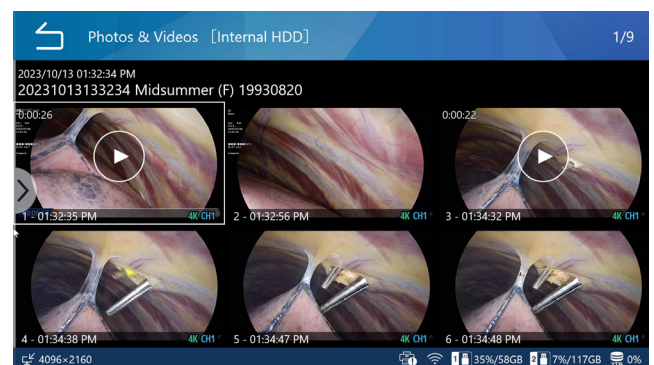 Photos & Videos [Internal HDD]
1/9
2023/10/13 01:32:34 PM
20231013133234 Midsummer (F) 19930820
0:00:26
0:00:22
1 - 01:32:35 PM 4K CH1
2 - 01:32:56 PM 4K CH1
3 - 01:34:32 PM 4K CH1
4 - 01:34:38 PM 4K CH1
5 - 01:34:47 PM 4K CH1
6 - 01:34:48 PM 4K CH1
4096×2160 1 35%/58GB 2 7%/117GB 0%